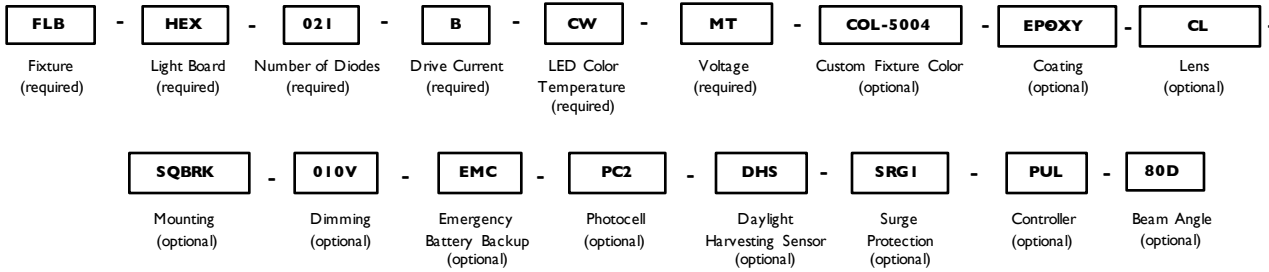 FLB - HEX - 021 - B - CW - MT - COL-5004 - EPOXY - CL -
Fixture Light Board Number of Diodes Drive Current LED Color Voltage Custom Fixture Color Coating Lens
(required) (required) (required) (required) Temperature (required) (optional) (optional) (optional)
(required)
SQBRK - 010V - EMC - PC2 - DHS - SRG1 - PUL - 80D
Mounting Dimming Emergency Photocell Daylight Surge Controller Beam Angle
(optional) (optional) Battery Backup (optional) Harvesting Sensor Protection (optional) (optional)
(optional) (optional) (optional)